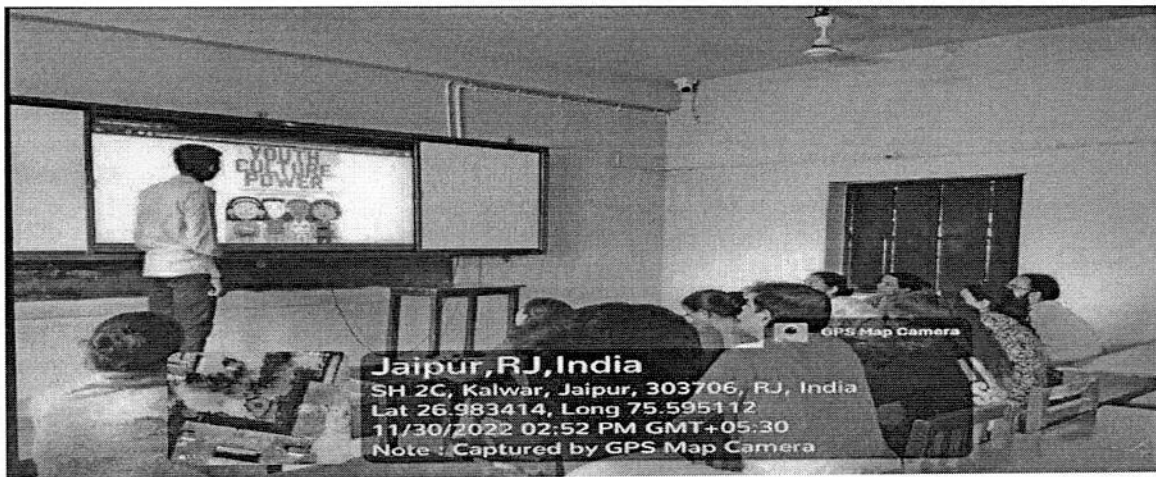 YOUTH
CULTURE
POWER
GPS Map Camera
Jaipur,RJ,India
SH 2C, Kalwar, Jaipur, 303706, RJ, India
Lat 26.983414, Long 75.595112
11/30/2022 02:52 PM GMT+05:30
Note : Captured by GPS Map Camera